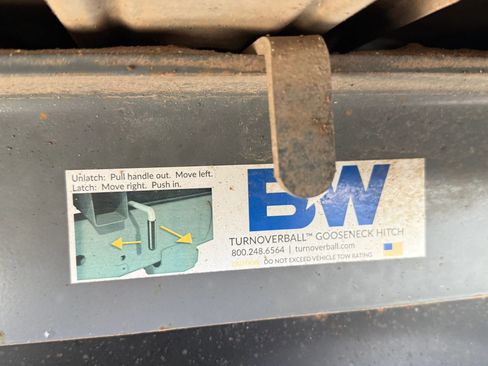 Unlatch: Pull handle out. Move left.
Latch: Move right. Push in.
BW
TURNOVERBALL™ GOOSENECK HITCH
800.248.6564 | turnoverball.com
CAUTION: DO NOT EXCEED VEHICLE TOW RATING